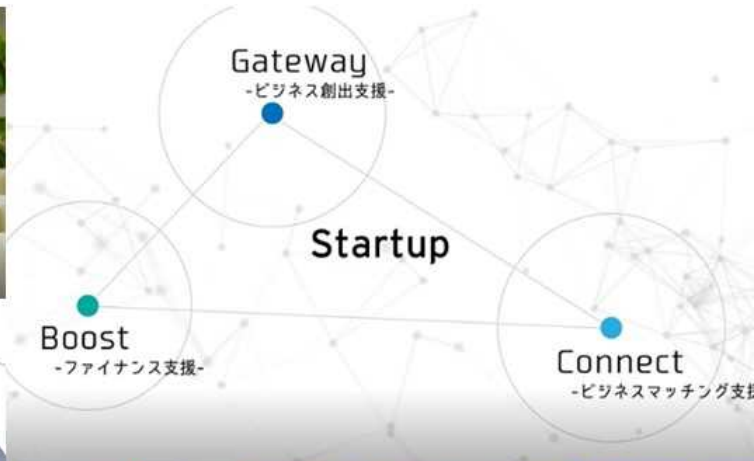 Gateway
-ビジネス創出支援-
Startup
Boost
-ファイナンス支援-
Connect
-ビジネスマッチング支援